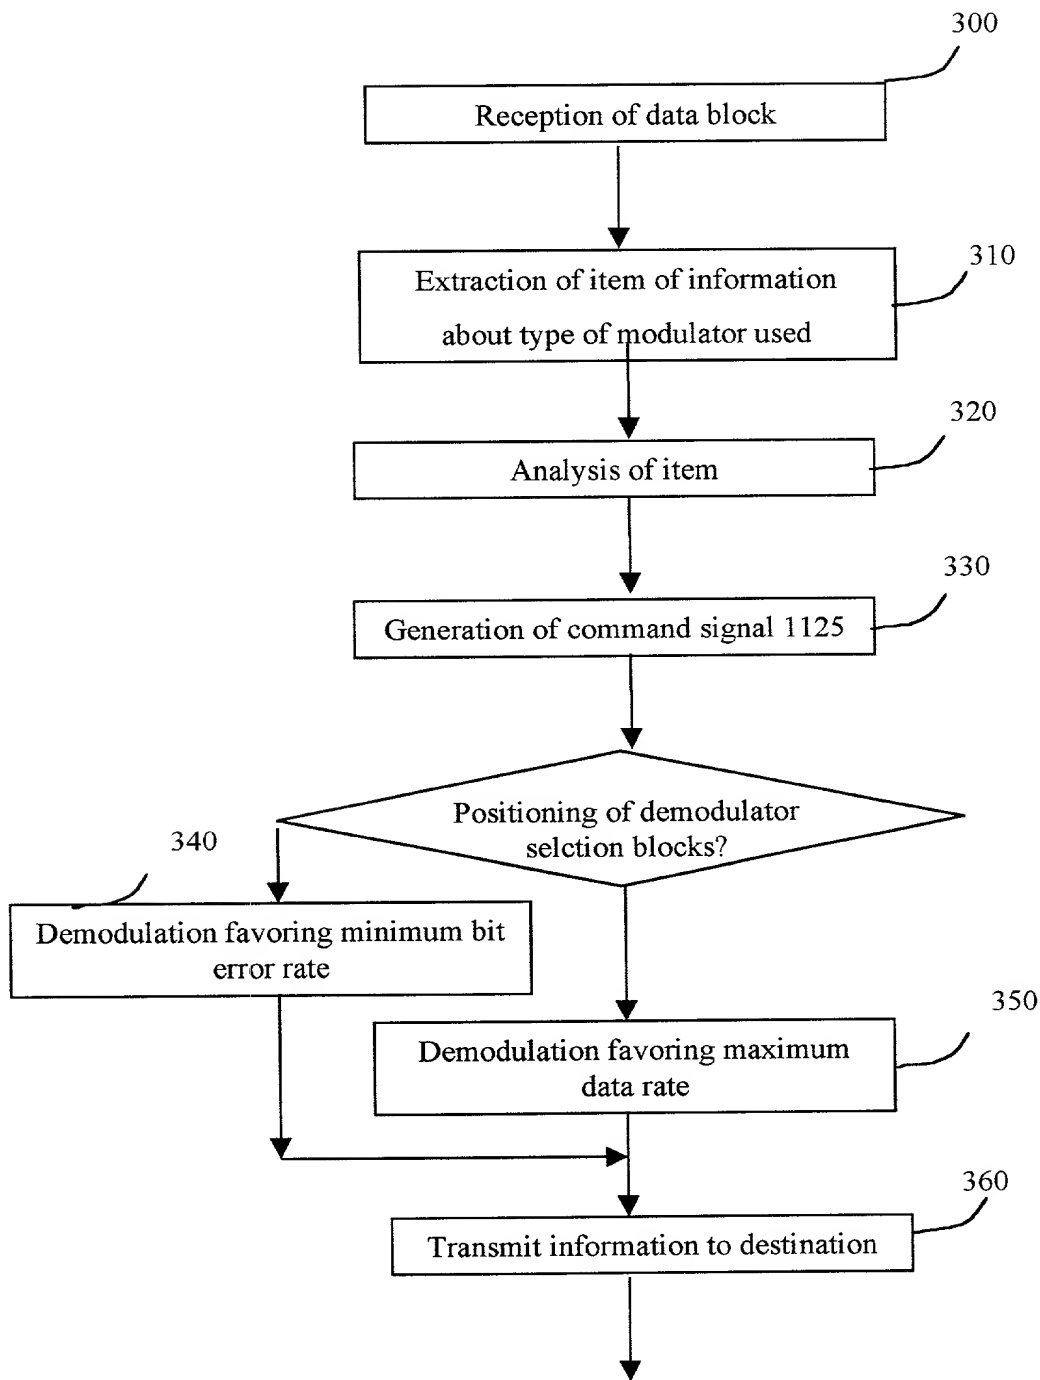 300
Reception of data block
310
Extraction of item of information
about type of modulator used
320
Analysis of item
330
Generation of command signal 1125
Positioning of demodulator
selction blocks?
340
Demodulation favoring minimum bit
error rate
350
Demodulation favoring maximum
data rate
360
Transmit information to destination